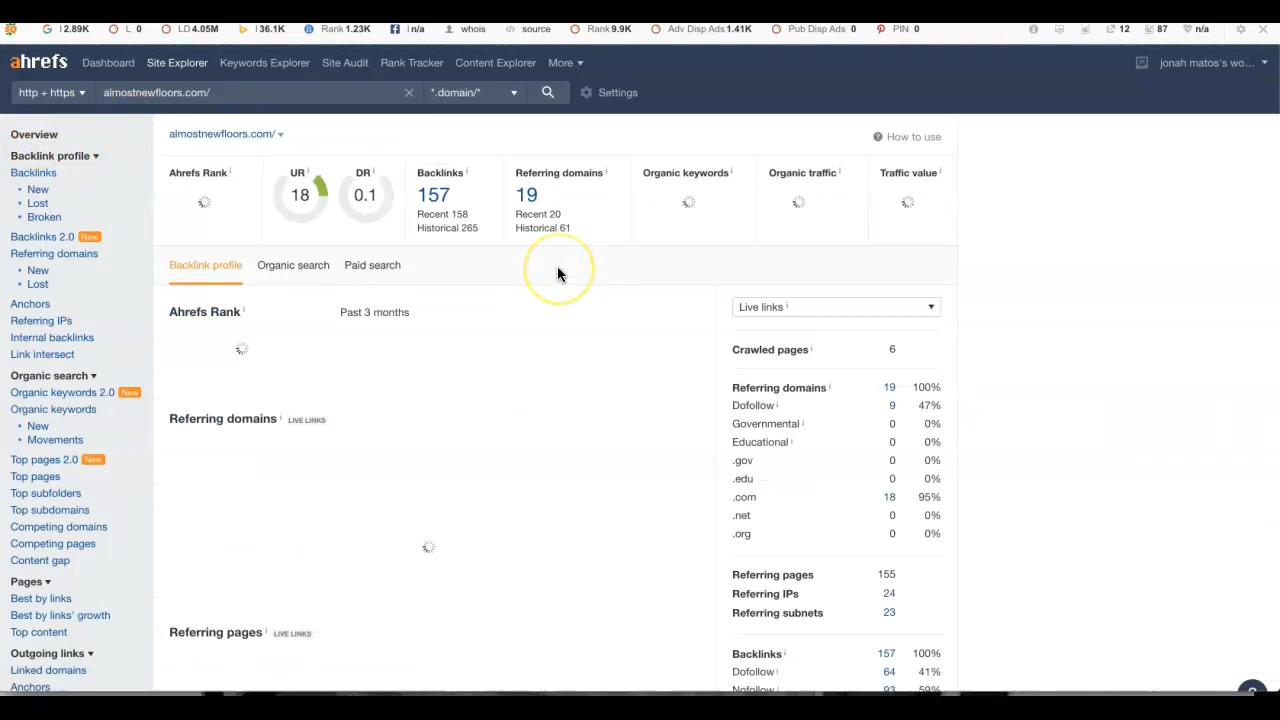 I 2.89K L 0 LD 4.05M I 36.1K Rank 1.23K I n/a whois source Rank 9.9K Adv Disp Ads 1.41K Pub Disp Ads 0 PIN 0 12 87 n/a
ahrefs Dashboard Site Explorer Keywords Explorer Site Audit Rank Tracker Content Explorer More jonah matos's wo...
http + https almostnewfloors.com/ *.domain/* Settings
Overview
Backlink profile
Backlinks
New
Lost
Broken
Backlinks 2.0 New
Referring domains
New
Lost
Anchors
Referring IPs
Internal backlinks
Link intersect
Organic search
Organic keywords 2.0 New
Organic keywords
New
Movements
Top pages 2.0 New
Top pages
Top subfolders
Top subdomains
Competing domains
Competing pages
Content gap
Pages
Best by links
Best by links' growth
Top content
Outgoing links
Linked domains
Anchors
almostnewfloors.com/ How to use
Ahrefs Rank UR DR Backlinks Referring domains Organic keywords Organic traffic Traffic value
18 0.1 157 19
Recent 158 Recent 20
Historical 265 Historical 61
Backlink profile Organic search Paid search
Ahrefs Rank Past 3 months
Referring domains LIVE LINKS
Referring pages LIVE LINKS
Live links
Crawled pages 6
Referring domains 19 100%
Dofollow 9 47%
Governmental 0 0%
Educational 0 0%
.gov 0 0%
.edu 0 0%
.com 18 95%
.net 0 0%
.org 0 0%
Referring pages 155
Referring IPs 24
Referring subnets 23
Backlinks 157 100%
Dofollow 64 41%
Nofollow 93 59%